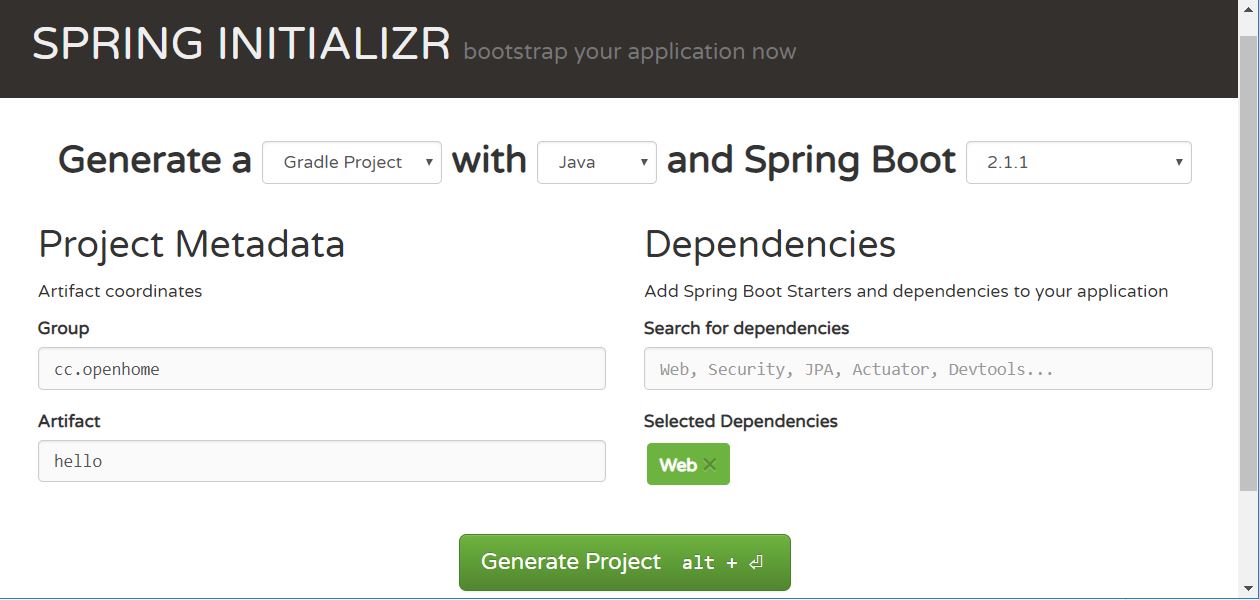 SPRING INITIALIZR bootstrap your application now
Generate a Gradle Project with Java and Spring Boot 2.1.1
Project Metadata
Artifact coordinates
Group
cc.openhome
Artifact
hello
Dependencies
Add Spring Boot Starters and dependencies to your application
Search for dependencies
Web, Security, JPA, Actuator, Devtools...
Selected Dependencies
Web ×
Generate Project alt + ⏎